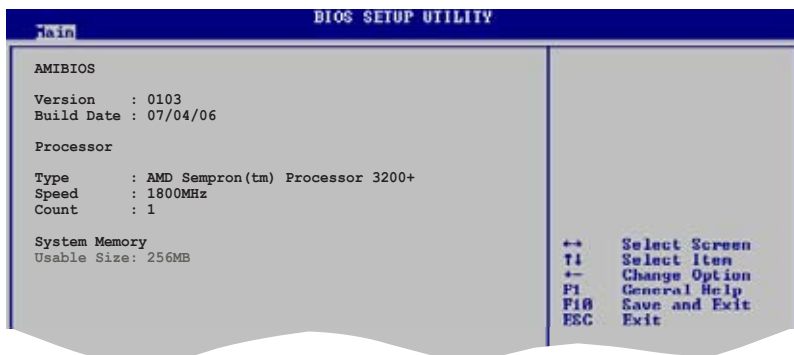 BIOS SETUP UTILITY
Main
AMIBIOS
Version : 0103
Build Date : 07/04/06
Processor
Type : AMD Sempron(tm) Processor 3200+
Speed : 1800MHz
Count : 1
System Memory
Usable Size: 256MB
←→ Select Screen
↑↓ Select Item
+- Change Option
F1 General Help
F10 Save and Exit
ESC Exit